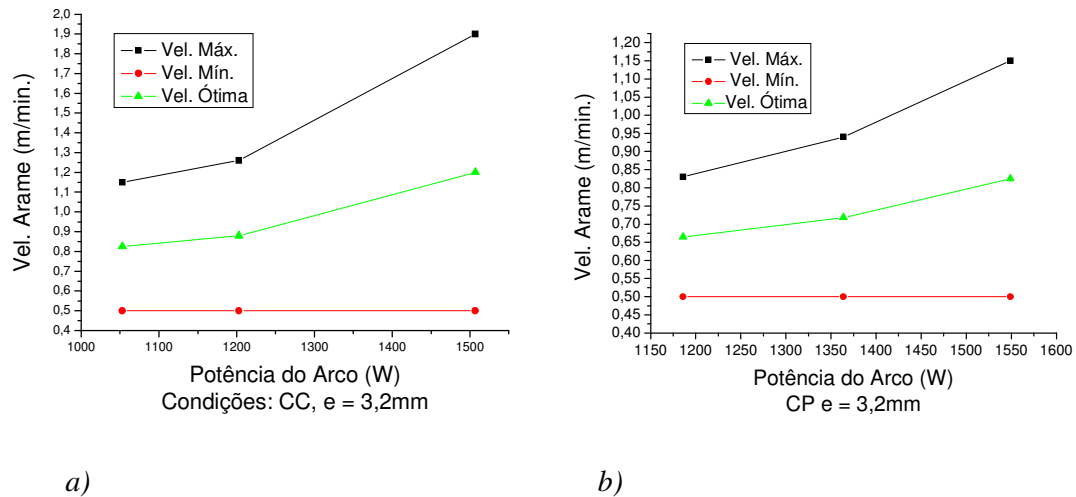 2,0
1,9
1,8
1,7
1,6
1,5
1,4
1,3
1,2
1,1
1,0
0,9
0,8
0,7
0,6
0,5
0,4
Vel. Arame (m/min.)
Vel. Máx.
Vel. Mín.
Vel. Ótima
1000 1100 1200 1300 1400 1500
Potência do Arco (W)
Condições: CC, e = 3,2mm
a)
1,20
1,15
1,10
1,05
1,00
0,95
0,90
0,85
0,80
0,75
0,70
0,65
0,60
0,55
0,50
0,45
0,40
Vel. Arame (m/min.)
Vel. Máx.
Vel. Mín.
Vel. Ótima
1150 1200 1250 1300 1350 1400 1450 1500 1550 1600
Potência do Arco (W)
CP e = 3,2mm
b)